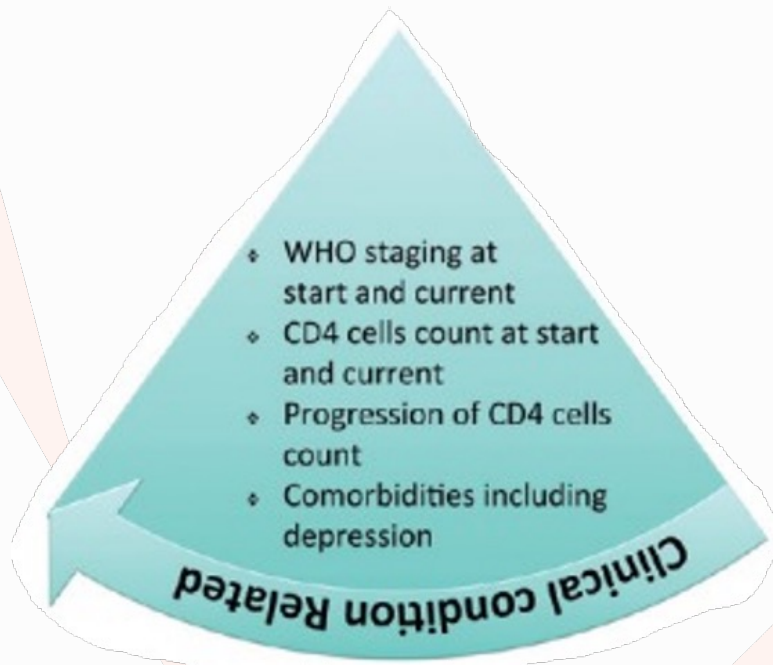 WHO staging at
start and current
CD4 cells count at start
and current
Progression of CD4 cells
count
Comorbidities including
depression
Clinical condition Related